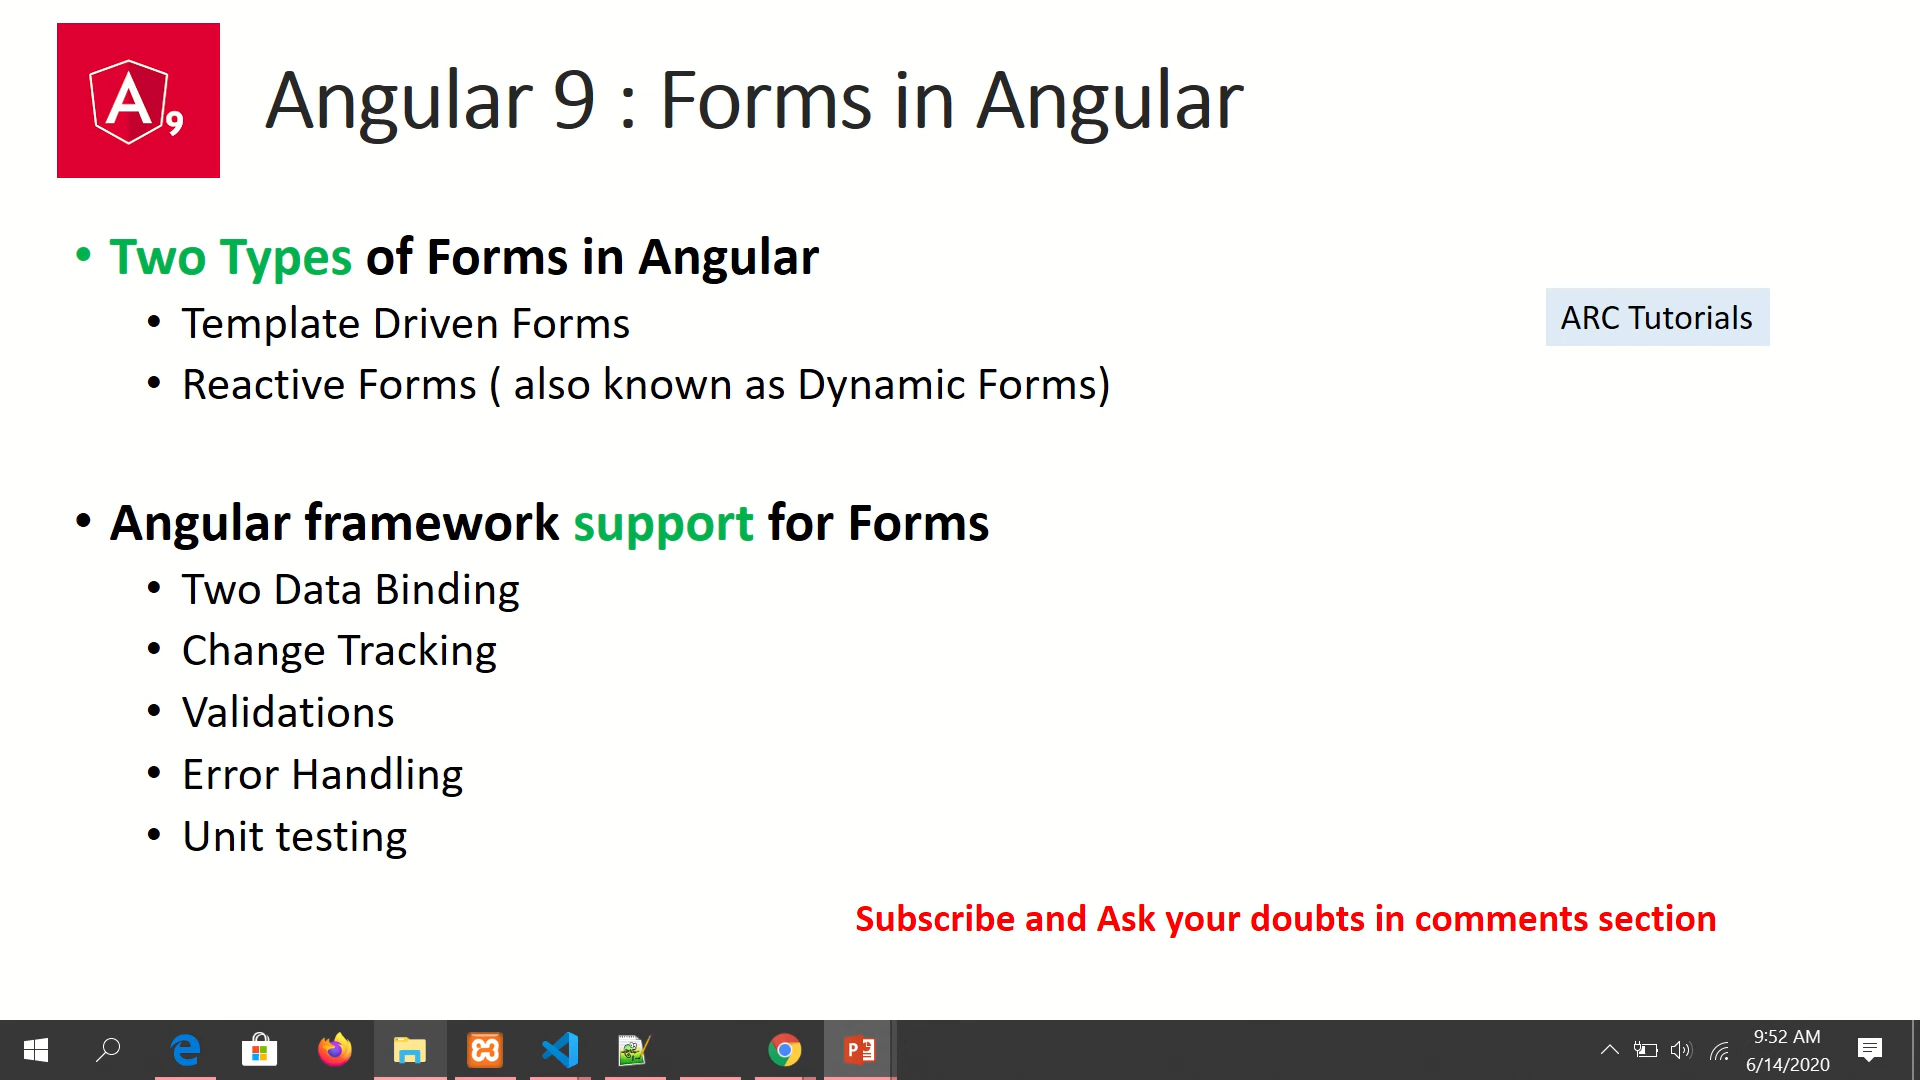 A9
Angular 9 : Forms in Angular
• Two Types of Forms in Angular
• Template Driven Forms
• Reactive Forms ( also known as Dynamic Forms)
ARC Tutorials
• Angular framework support for Forms
• Two Data Binding
• Change Tracking
• Validations
• Error Handling
• Unit testing
Subscribe and Ask your doubts in comments section
9:52 AM
6/14/2020